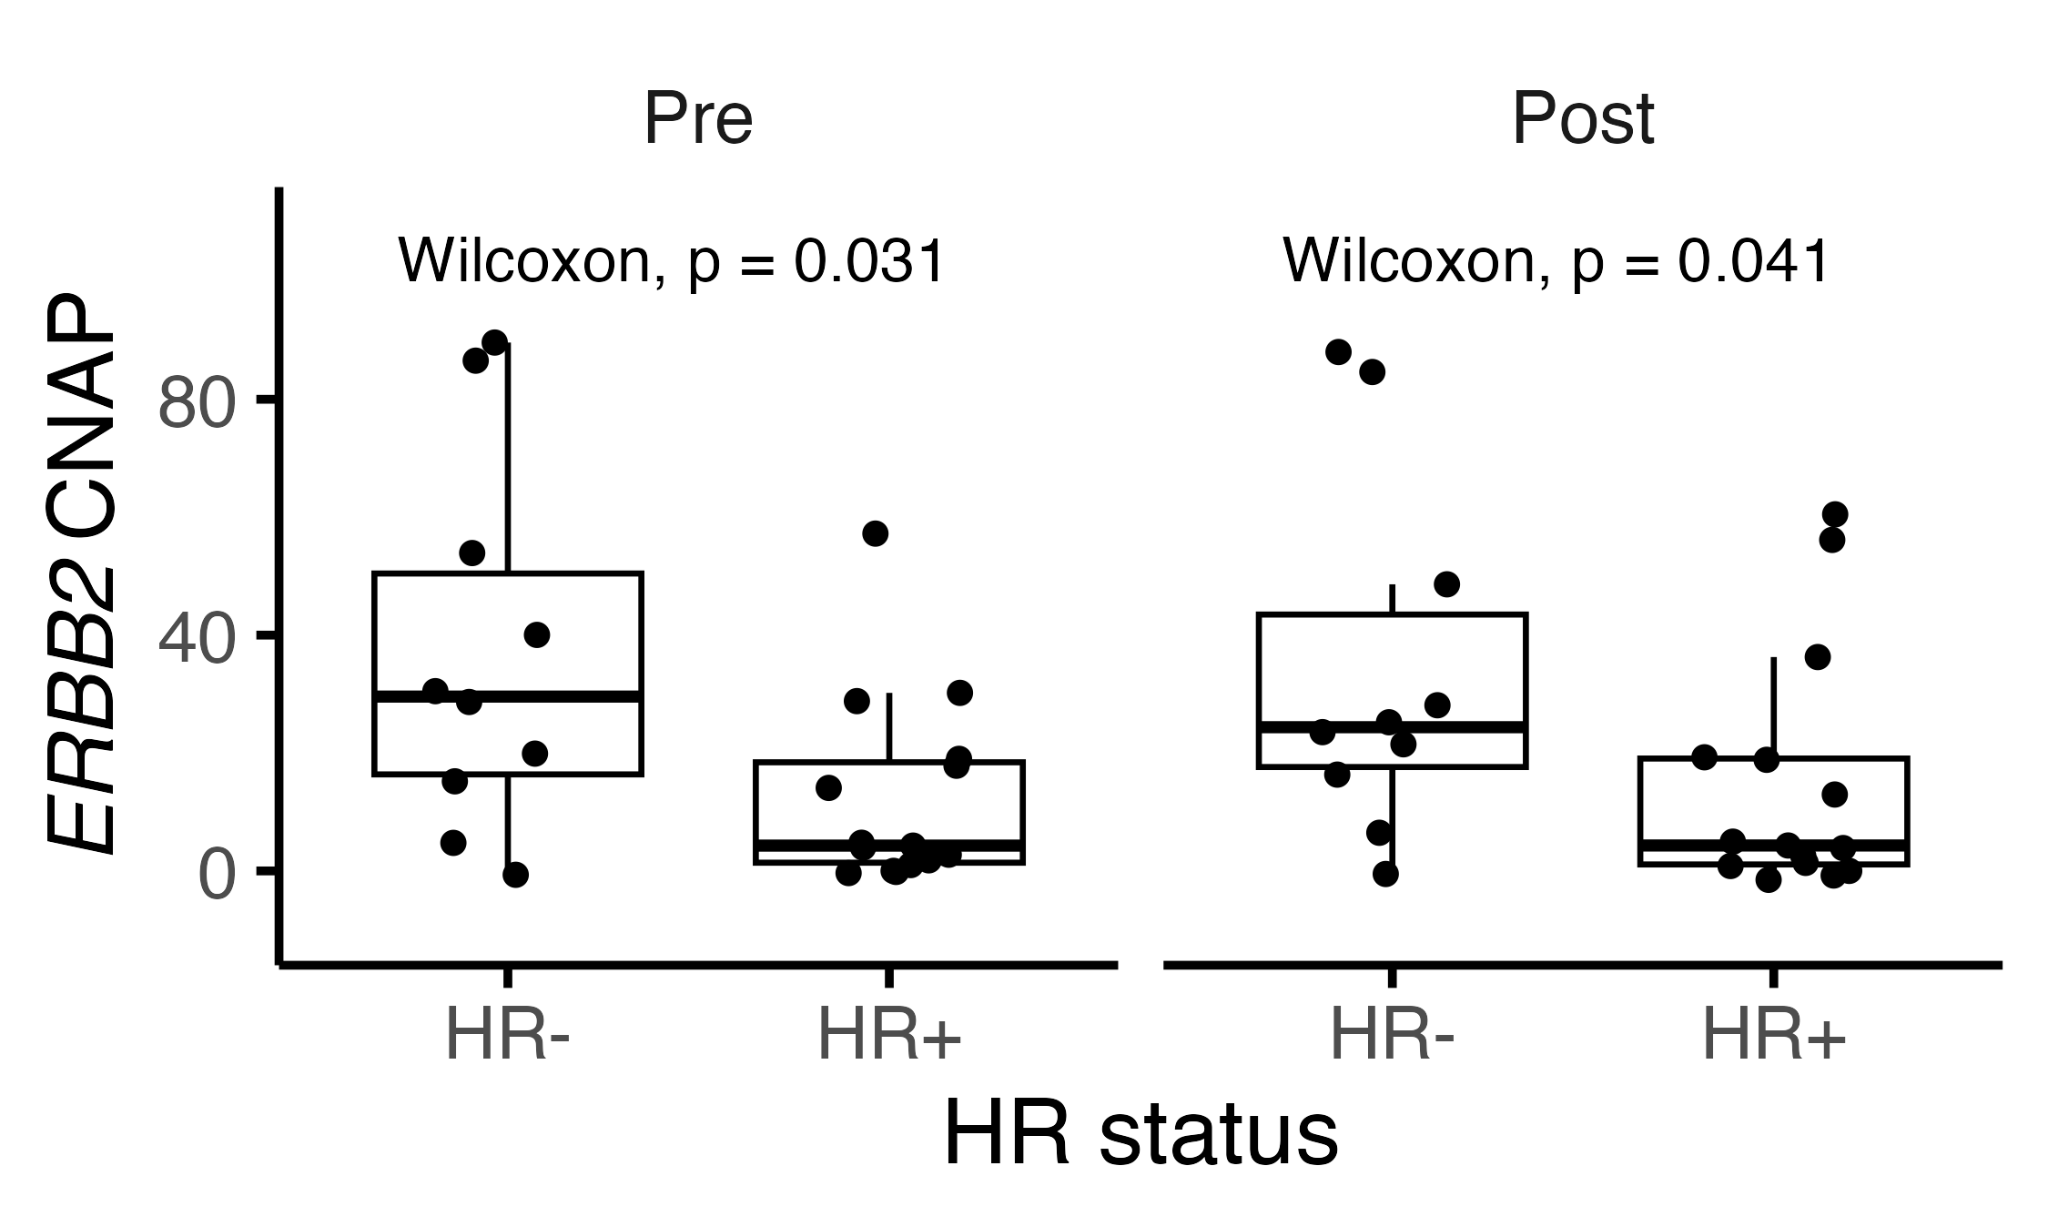 Pre
Post
Wilcoxon, p = 0.031
Wilcoxon, p = 0.041
ERBB2 CNAP
80
40
0
HR-
HR+
HR-
HR+
HR status